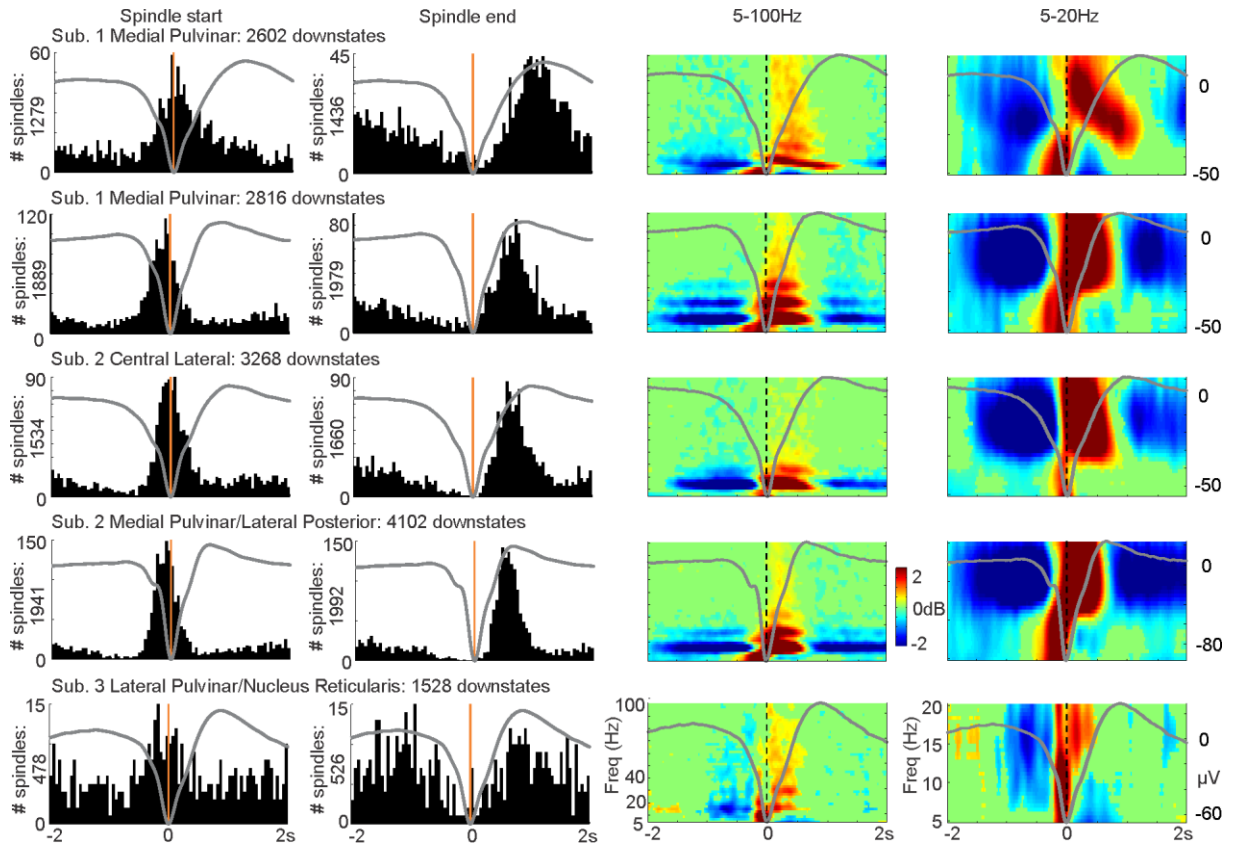 Spindle start Spindle end 5-100Hz 5-20Hz
Sub. 1 Medial Pulvinar: 2602 downstates
60 45 0
# spindles: 1279 # spindles: 1436
0 0 -50
Sub. 1 Medial Pulvinar: 2816 downstates
120 80 0
# spindles: 1889 # spindles: 1979
0 0 -50
Sub. 2 Central Lateral: 3268 downstates
90 90 0
# spindles: 1534 # spindles: 1660
0 0 -50
Sub. 2 Medial Pulvinar/Lateral Posterior: 4102 downstates
150 150 0
# spindles: 1941 # spindles: 1992 2 0dB -2
0 0 -80
Sub. 3 Lateral Pulvinar/Nucleus Reticularis: 1528 downstates
15 15 100 20
# spindles: 478 # spindles: 526 Freq (Hz) 40 20 Freq (Hz) 15 10 0 µV
0 0 5 5 -60
-2 0 2s -2 0 2s -2 0 2s -2 0 2s